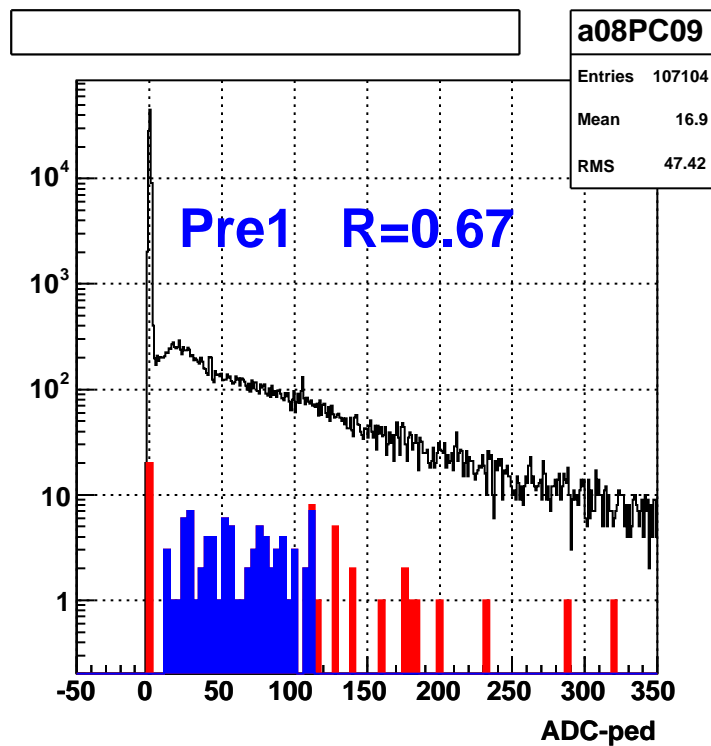 a08PC09
Entries 107104
Mean 16.9
RMS 47.42
Pre1 R=0.67
10^4
10^3
10^2
10
1
-50 0 50 100 150 200 250 300 350
ADC-ped